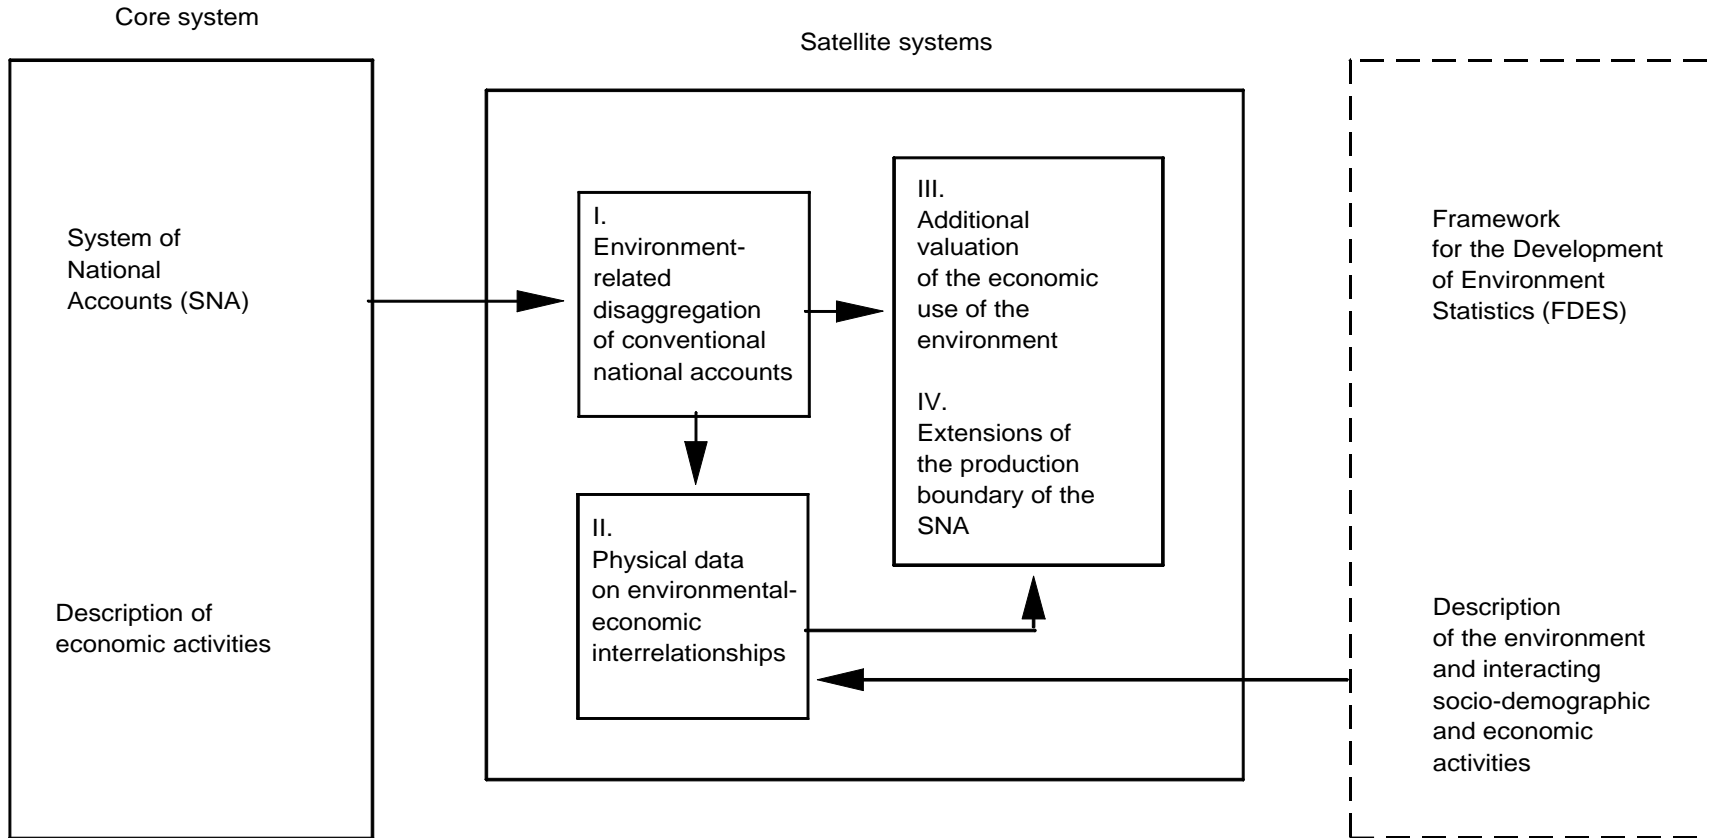 Core system
Satellite systems
System of
National
Accounts (SNA)
Description of
economic activities
I.
Environment-
related
disaggregation
of conventional
national accounts
II.
Physical data
on environmental-
economic
interrelationships
III.
Additional
valuation
of the economic
use of the
environment
IV.
Extensions of
the production
boundary of the
SNA
Framework
for the Development
of Environment
Statistics (FDES)
Description
of the environment
and interacting
socio-demographic
and economic
activities